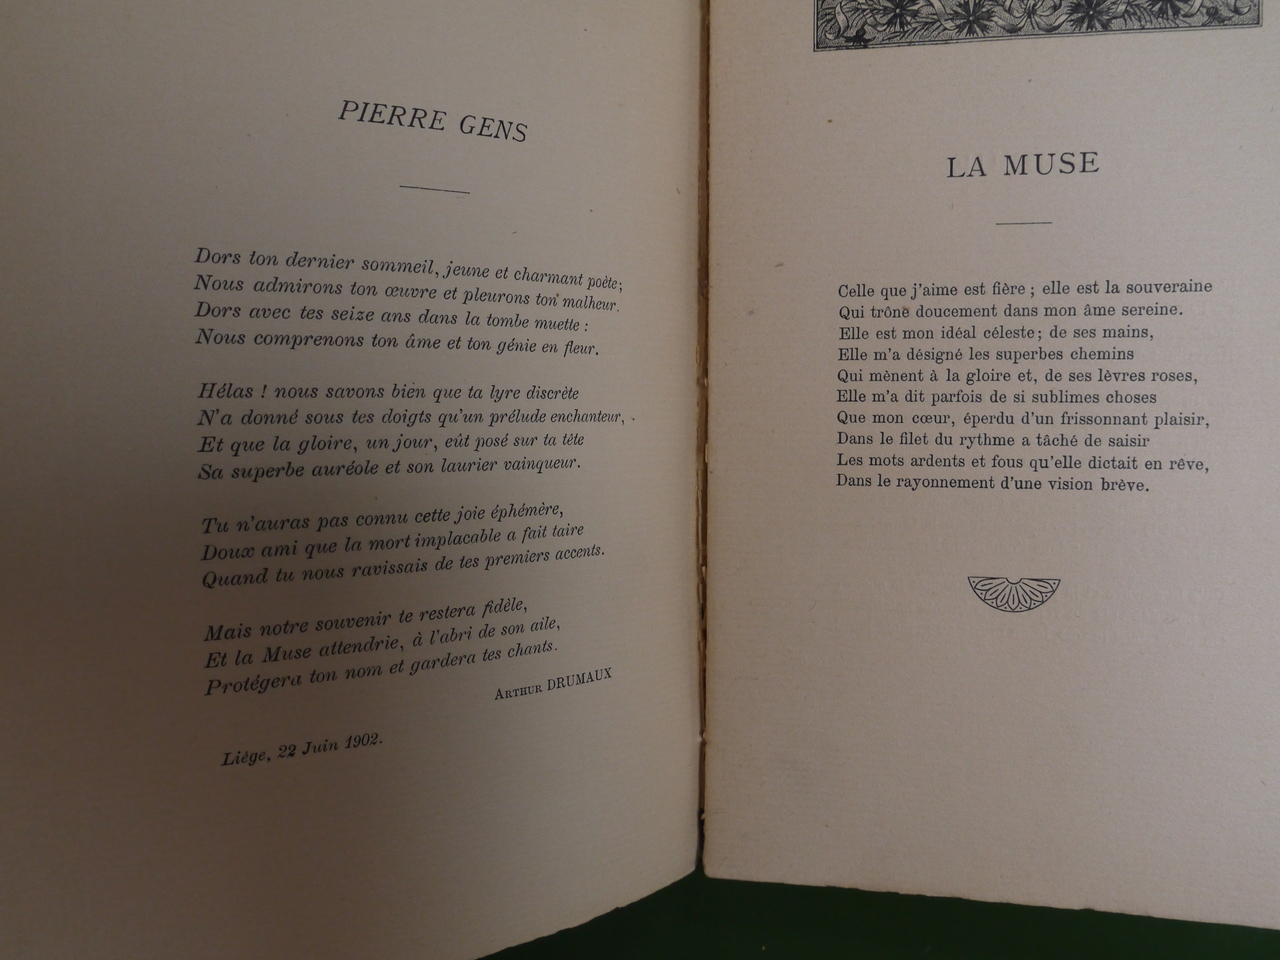 PIERRE GENS
Dors ton dernier sommeil, jeune et charmant poète;
Nous admirons ton œuvre et pleurons ton malheur.
Dors avec tes seize ans dans la tombe muette :
Nous comprenons ton âme et ton génie en fleur.
Hélas ! nous savons bien que ta lyre discrète
N'a donné sous tes doigts qu'un prélude enchanteur,
Et que la gloire, un jour, eût posé sur ta tête
Sa superbe auréole et son laurier vainqueur.
Tu n'auras pas connu cette joie éphémère,
Doux ami que la mort implacable a fait taire
Quand tu nous ravissais de tes premiers accents.
Mais notre souvenir te restera fidèle,
Et la Muse attendrie, à l'abri de son aile,
Protégera ton nom et gardera tes chants.
ARTHUR DRUMAUX
Liége, 22 Juin 1902.
LA MUSE
Celle que j'aime est fière ; elle est la souveraine
Qui trône doucement dans mon âme sereine.
Elle est mon idéal céleste ; de ses mains,
Elle m'a désigné les superbes chemins
Qui mènent à la gloire et, de ses lèvres roses,
Elle m'a dit parfois de si sublimes choses
Que mon cœur, éperdu d'un frissonnant plaisir,
Dans le filet du rythme a tâché de saisir
Les mots ardents et fous qu'elle dictait en rêve,
Dans le rayonnement d'une vision brève.